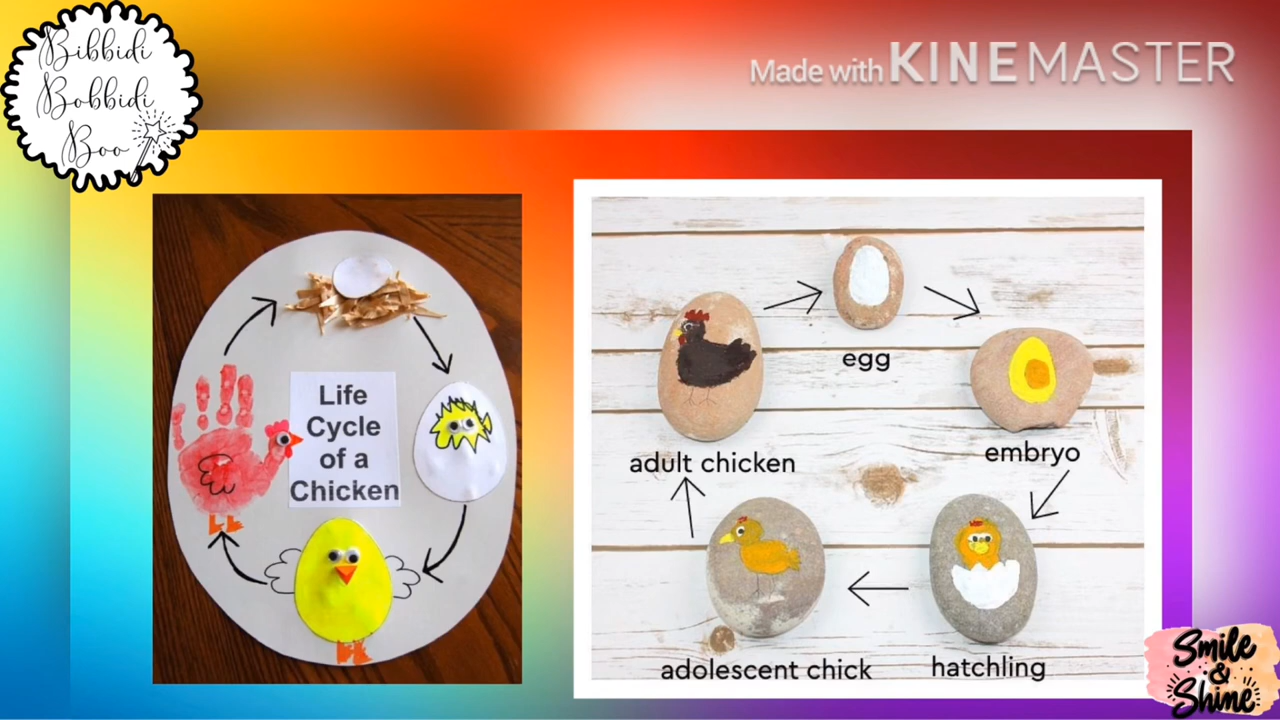 Bibbidi
Bobbidi
Boo
Made with KINEMASTER
Life
Cycle
of a
Chicken
egg
embryo
adult chicken
adolescent chick
hatchling
Smile
&
Shine